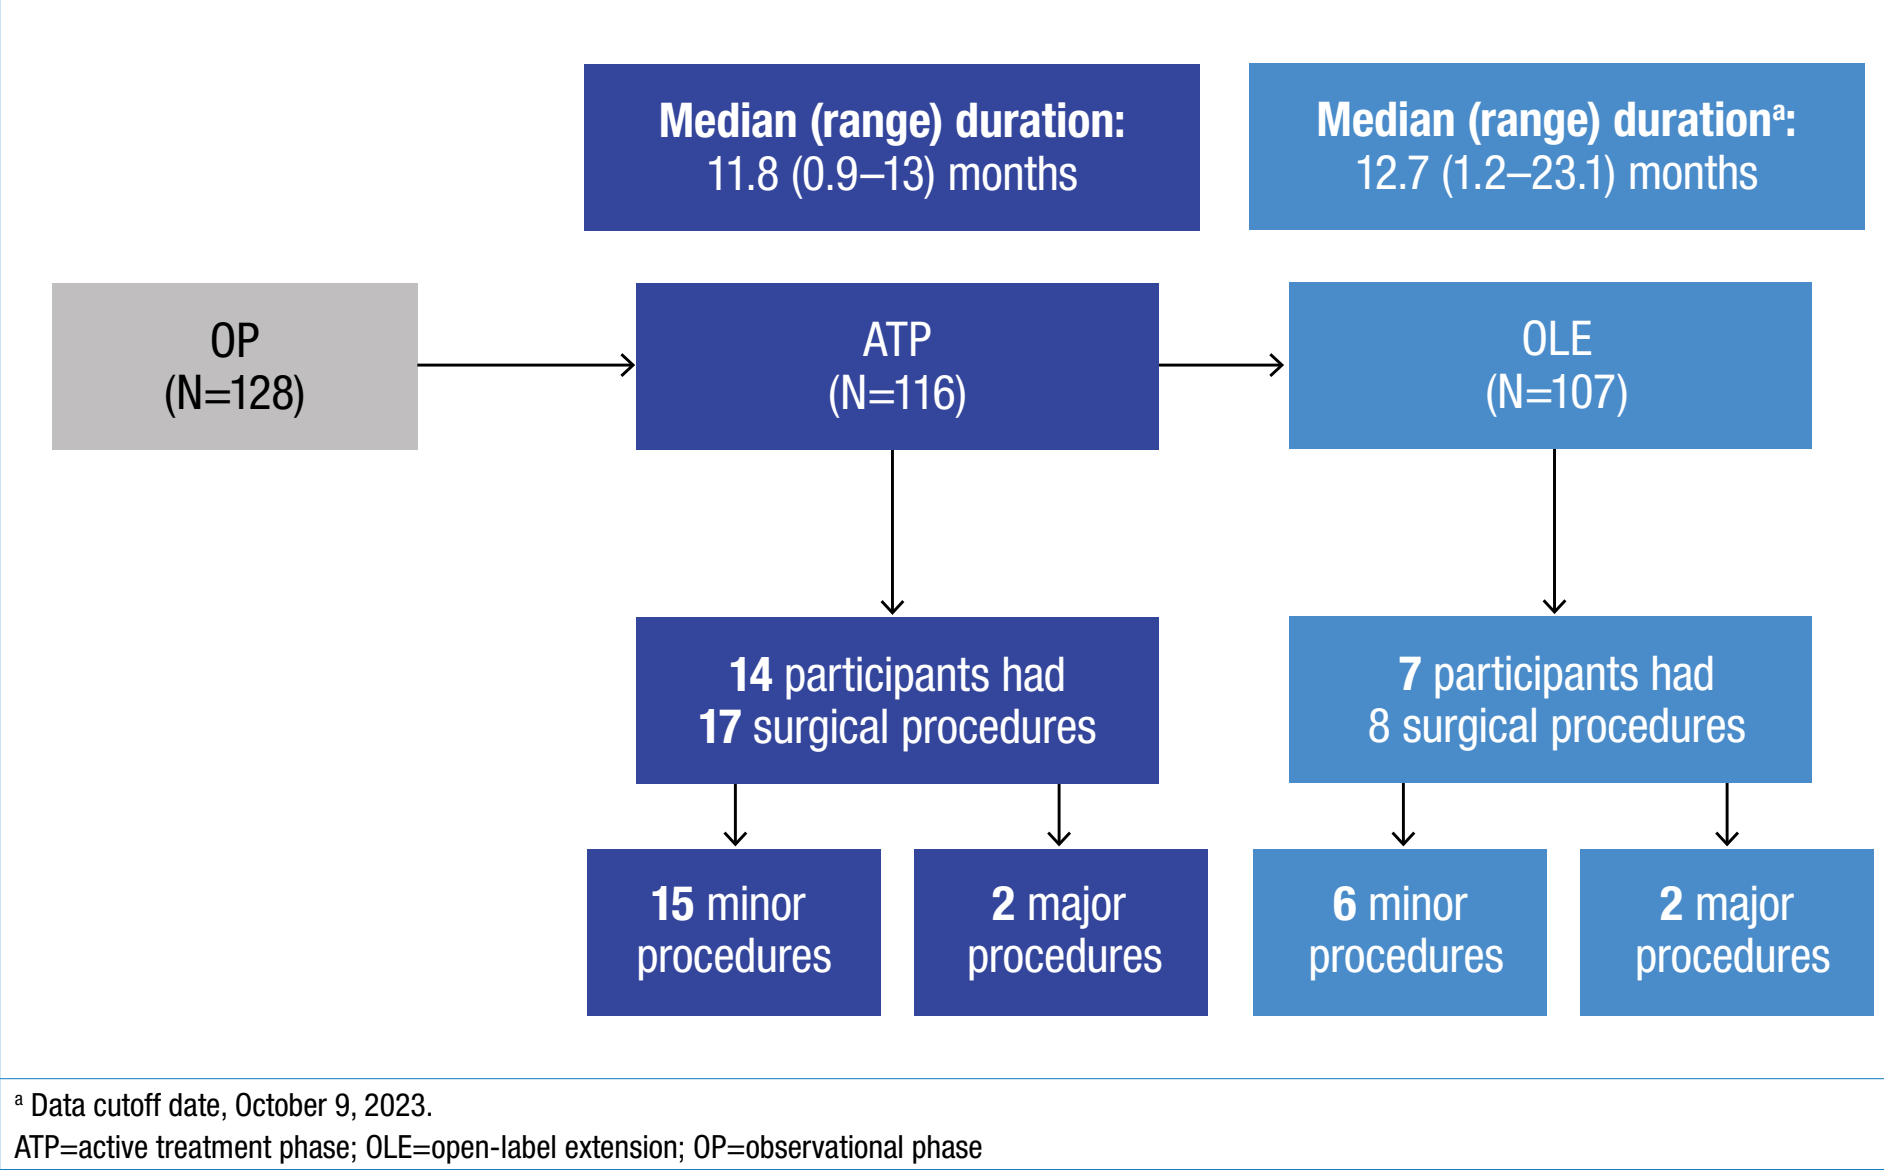 Median (range) duration:
11.8 (0.9–13) months
Median (range) durationᵃ:
12.7 (1.2–23.1) months
OP
(N=128)
ATP
(N=116)
OLE
(N=107)
14 participants had
17 surgical procedures
7 participants had
8 surgical procedures
15 minor
procedures
2 major
procedures
6 minor
procedures
2 major
procedures
ᵃ Data cutoff date, October 9, 2023.
ATP=active treatment phase; OLE=open-label extension; OP=observational phase